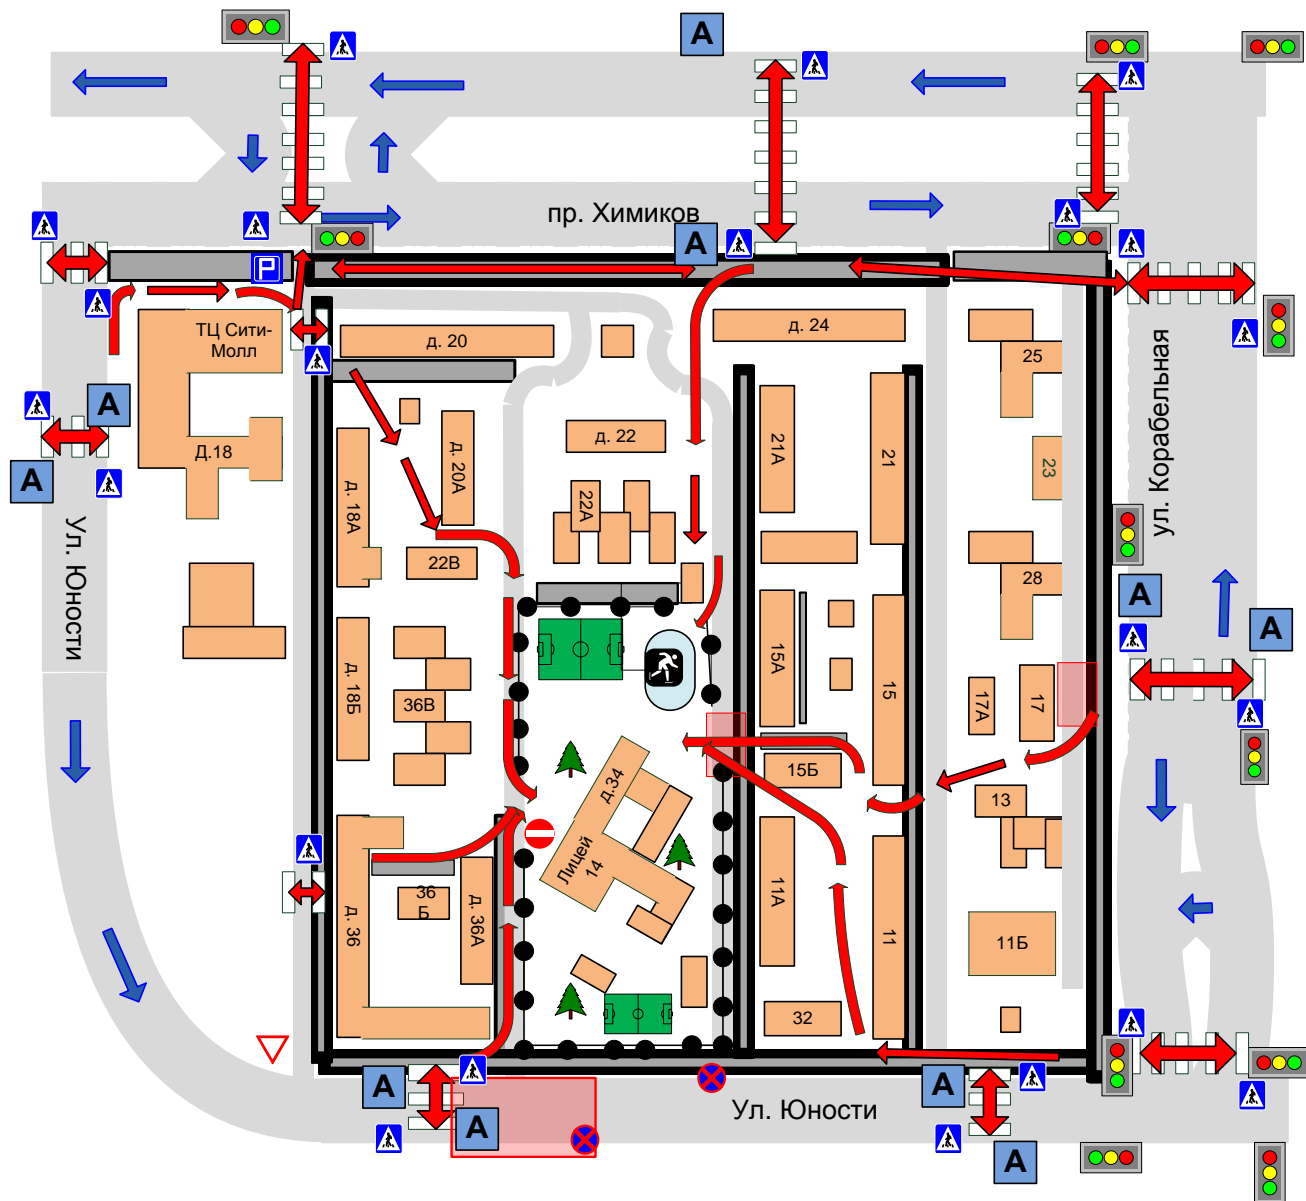 A
пр. Химиков
A
P
ТЦ Сити-
Молл
д. 20
д. 24
25
A
Д.18
A
д. 22
д. 20А
д. 18А
22А
21А
21
23
ул. Корабельная
Ул. Юности
22В
28
A
A
15А
15
д. 18Б
36В
17А
17
15Б
д.34
13
Лицей
14
36
Б
д. 36А
д. 36
11А
11
11Б
32
A
A
A
Ул. Юности
A